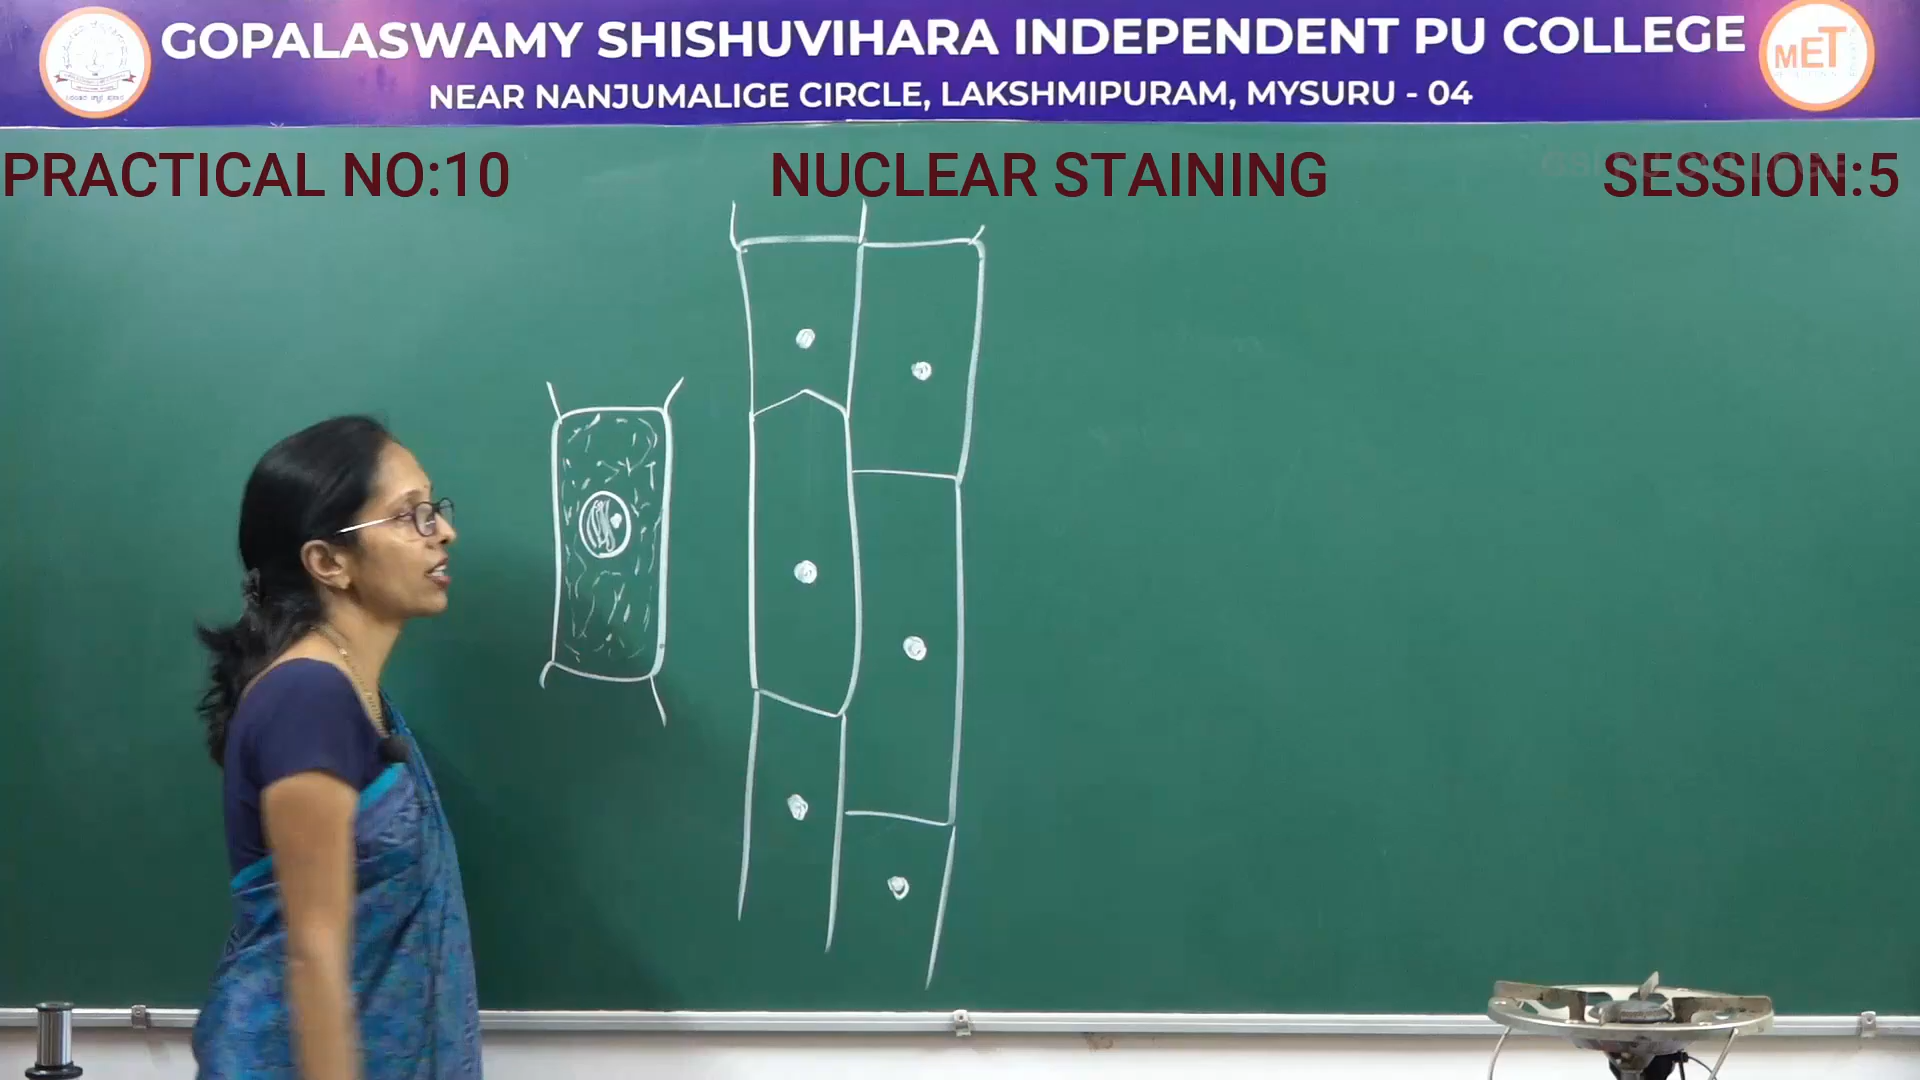 GOPALASWAMY SHISHUVIHARA INDEPENDENT PU COLLEGE
MET
NEAR NANJUMALIGE CIRCLE, LAKSHMIPURAM, MYSURU - 04
PRACTICAL NO:10 NUCLEAR STAINING SESSION:5